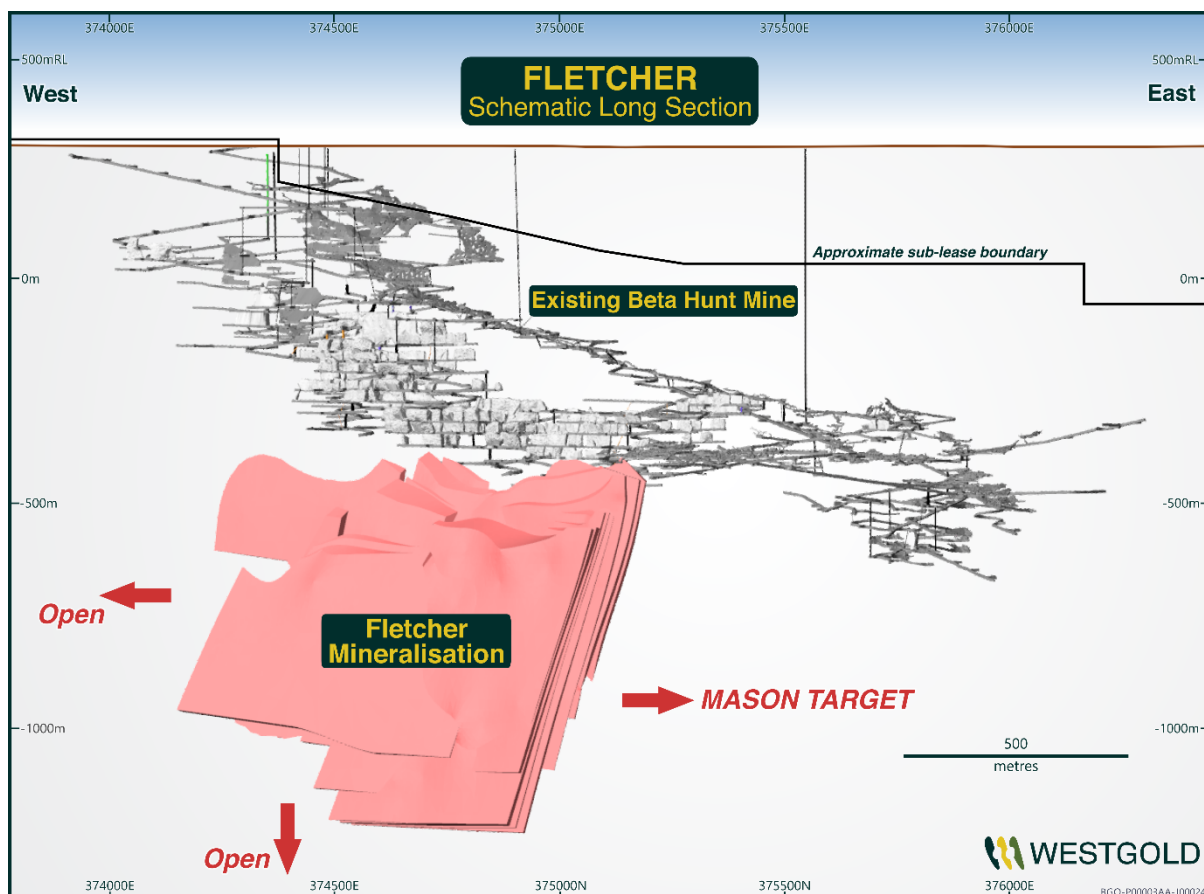 374000E
374500E
375000E
375500E
376000E
500mRL
500mRL
West
FLETCHER
Schematic Long Section
East
Approximate sub-lease boundary
0m
0m
Existing Beta Hunt Mine
-500m
-500m
Open
Fletcher
Mineralisation
MASON TARGET
-1000m
-1000m
500
metres
Open
WESTGOLD
374000E
374500E
375000N
375500N
376000E